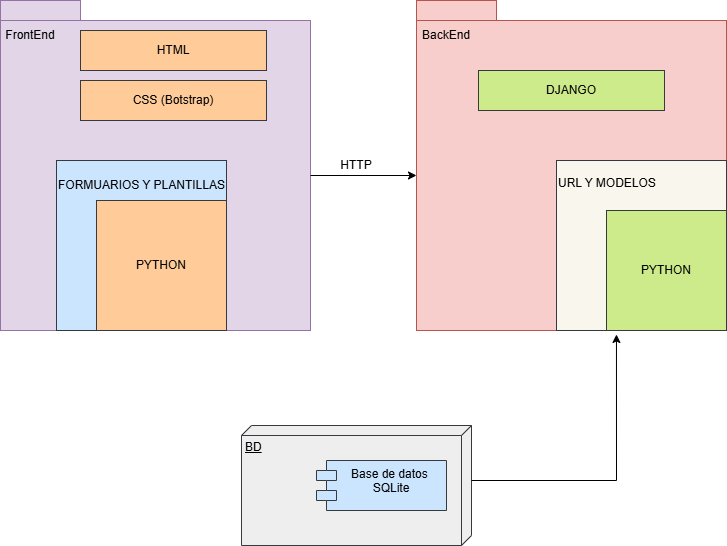 FrontEnd
HTML
CSS (Botstrap)
FORMUARIOS Y PLANTILLAS
PYTHON
HTTP
BackEnd
DJANGO
URL Y MODELOS
PYTHON
BD
Base de datos
SQLite